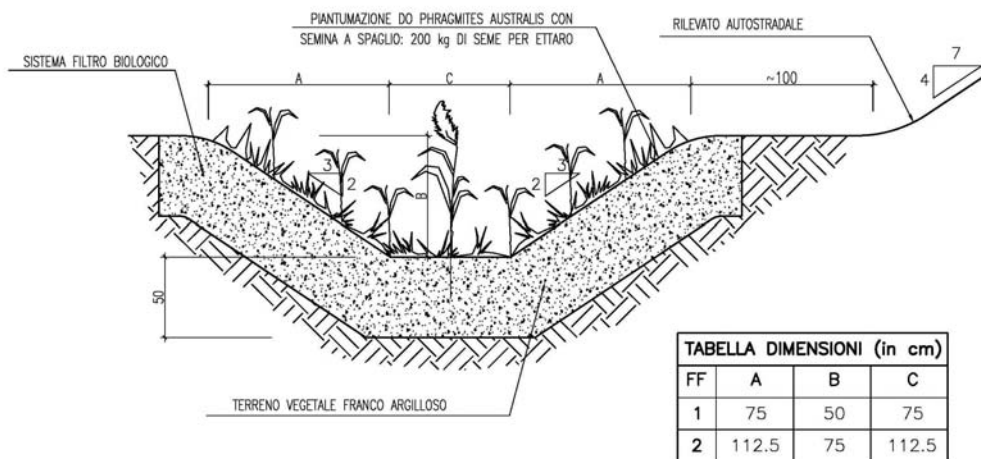 PIANTUMAZIONE DO PHRAGMITES AUSTRALIS CON
SEMINA A SPAGLIO: 200 kg DI SEME PER ETTARO
RILEVATO AUTOSTRADALE
SISTEMA FILTRO BIOLOGICO
A
C
A
~100
7
4
3
2
B
3
2
50
TERRENO VEGETALE FRANCO ARGILLOSO
TABELLA DIMENSIONI (in cm)
FF A B C
1 75 50 75
2 112.5 75 112.5